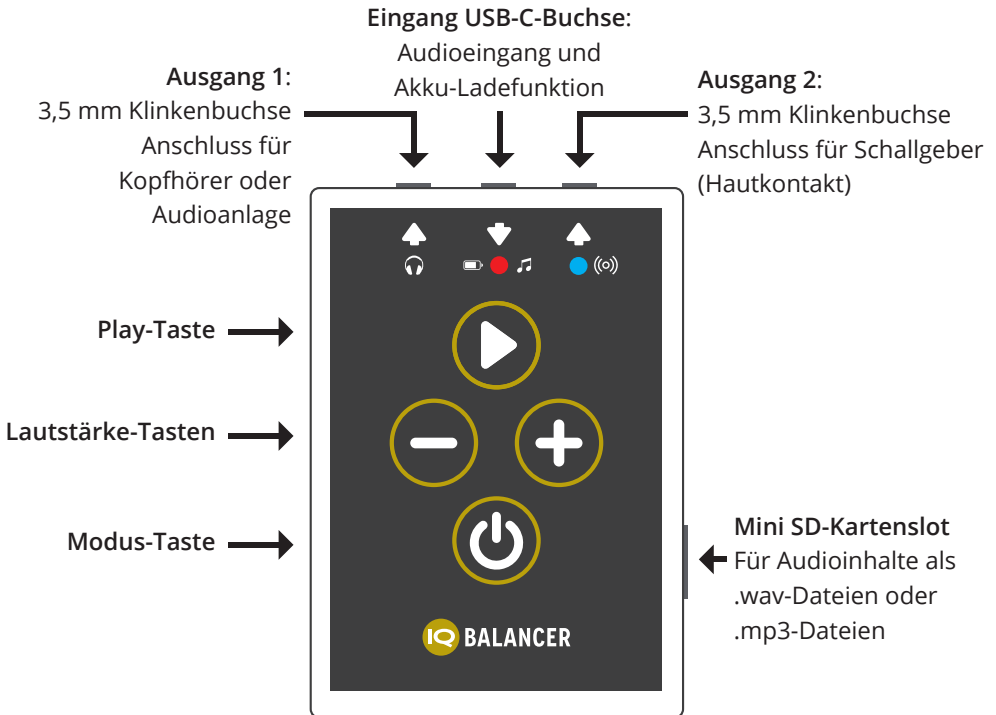 Eingang USB-C-Buchse:
Audioeingang und
Akku-Ladefunktion
Ausgang 1:
3,5 mm Klinkenbuchse
Anschluss für
Kopfhörer oder
Audioanlage
Ausgang 2:
3,5 mm Klinkenbuchse
Anschluss für Schallgeber
(Hautkontakt)
Play-Taste
Lautstärke-Tasten
Modus-Taste
Mini SD-Kartenslot
Für Audioinhalte als
.wav-Dateien oder
.mp3-Dateien
IQ BALANCER